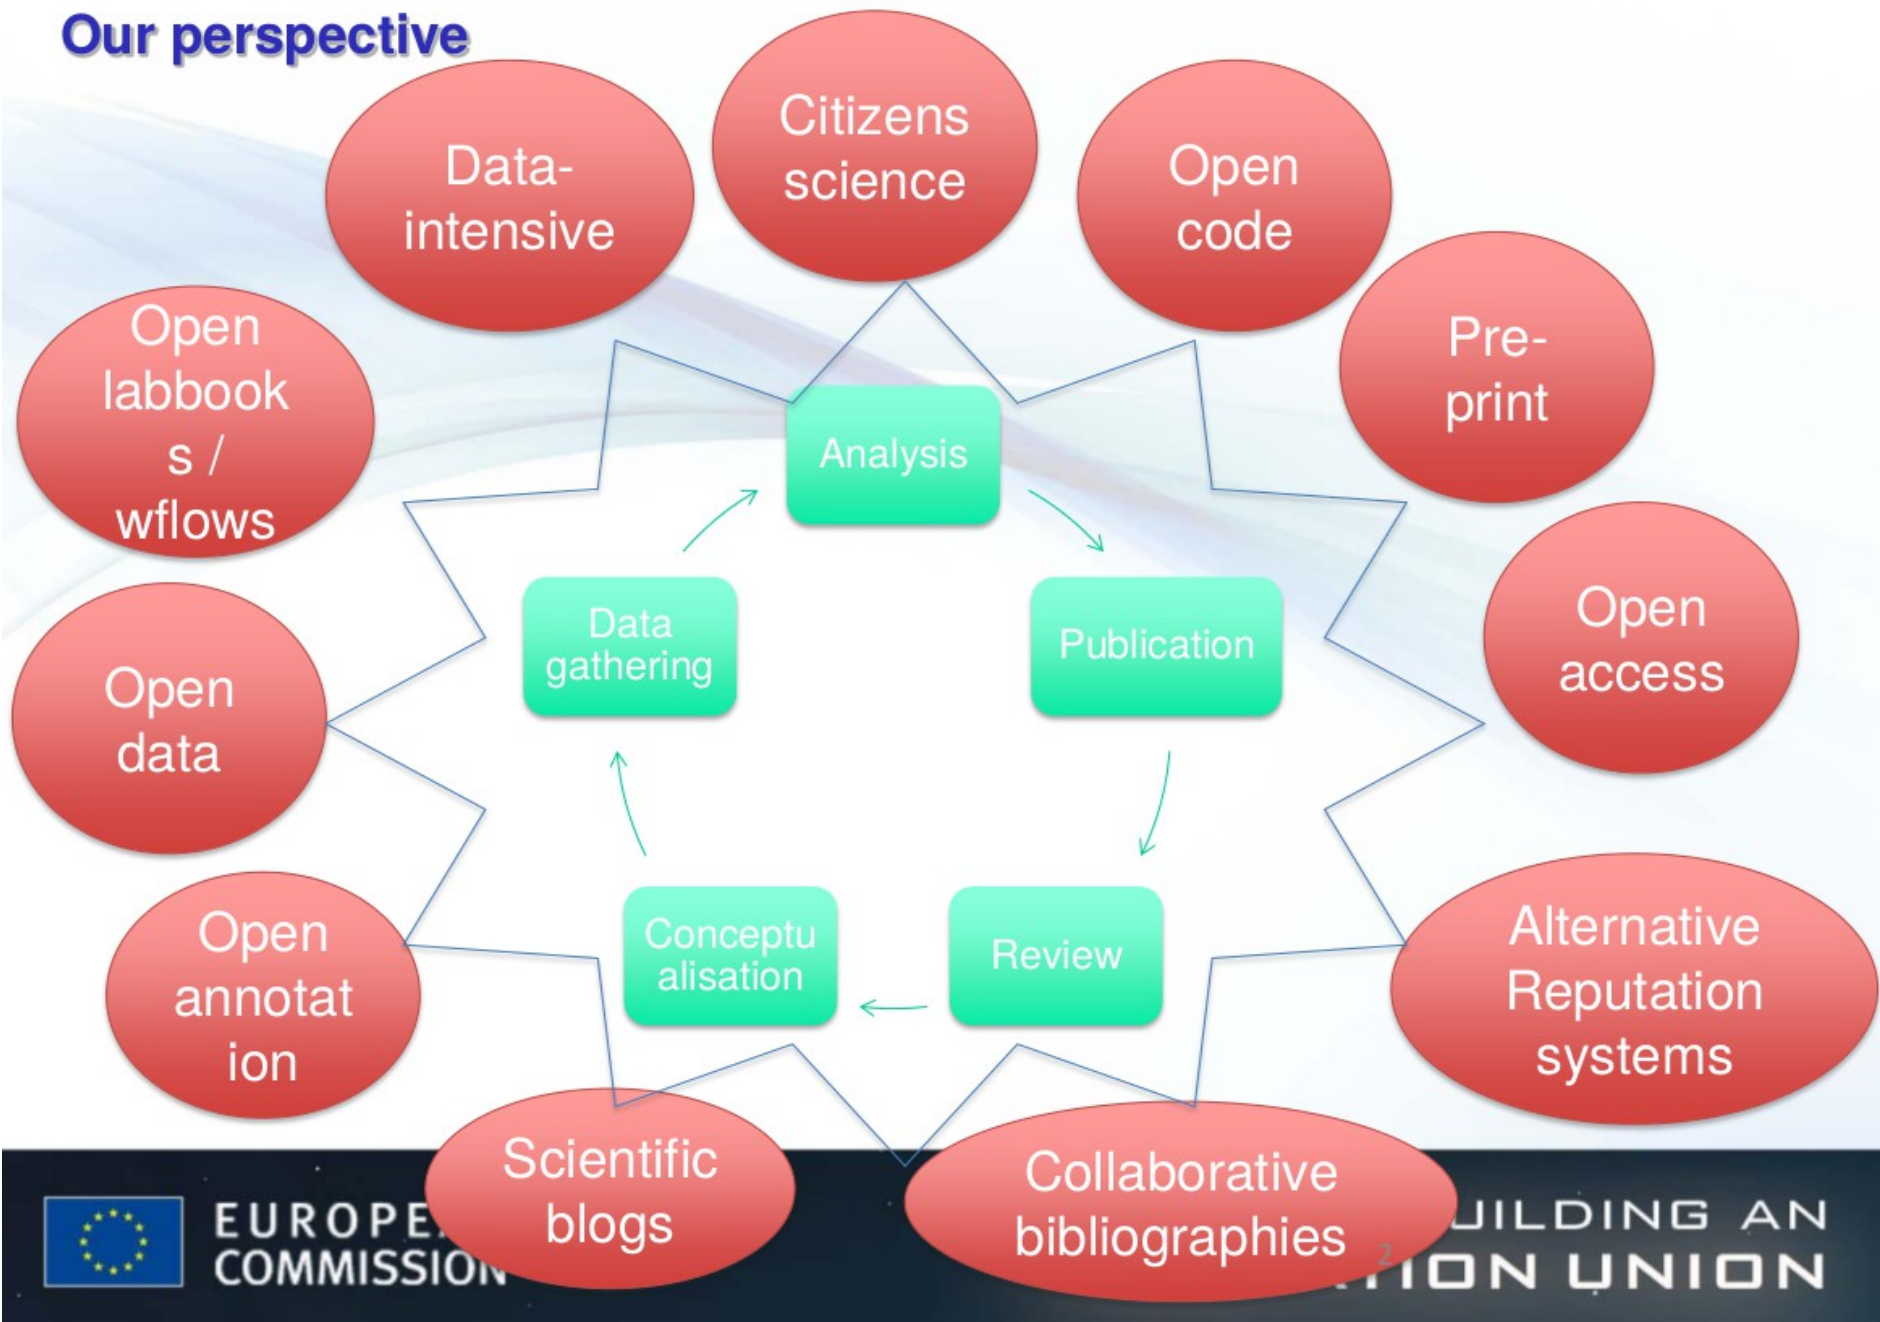 Our perspective
Citizens
science
Data-
intensive
Open
code
Pre-
print
Open
labbook
s /
wflows
Analysis
Open
access
Data
gathering
Publication
Open
data
Alternative
Reputation
systems
Open
annotat
ion
Conceptu
alisation
Review
Scientific
blogs
Collaborative
bibliographies
2
EUROPE
COMMISSION
UILDING AN
TION UNION